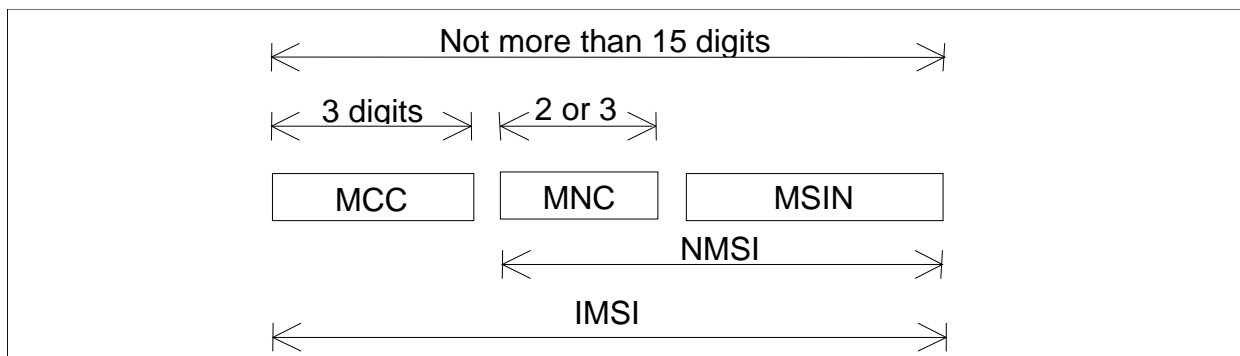 Not more than 15 digits
3 digits
2 or 3
MCC
MNC
MSIN
NMSI
IMSI